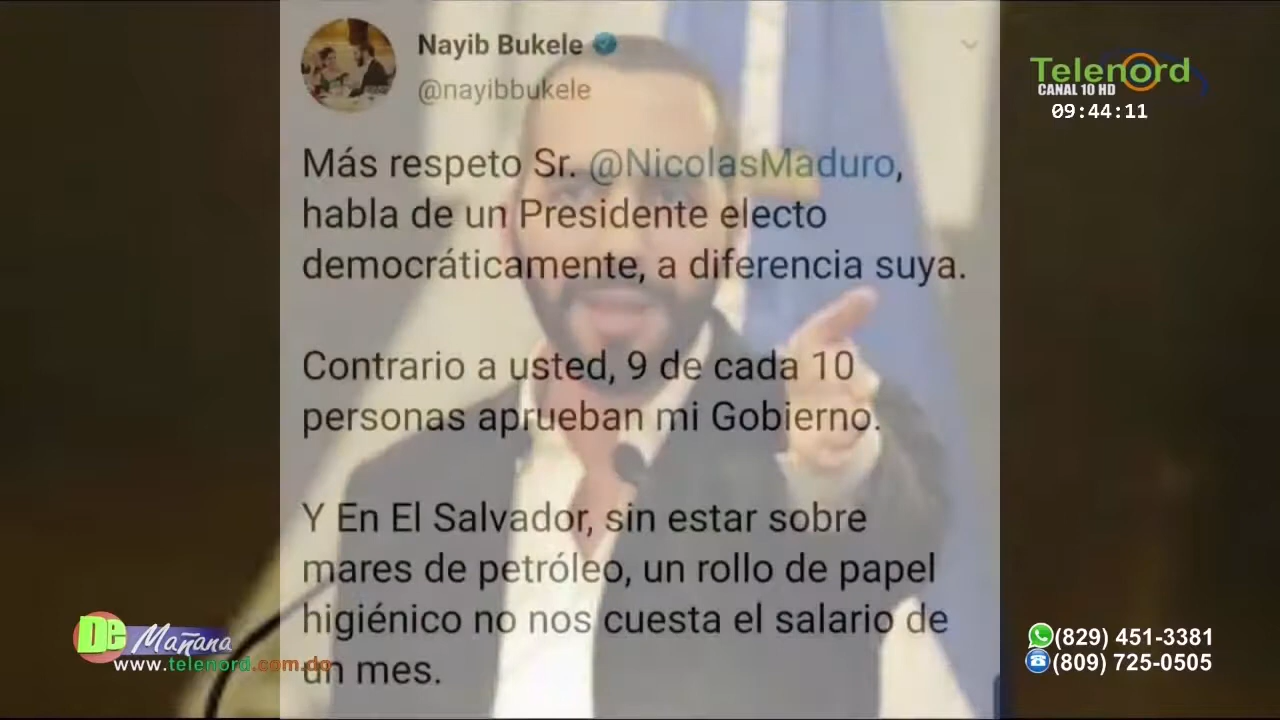 Nayib Bukele
@nayibbukele
Telenord
CANAL 10 HD
09:44:11
Más respeto Sr. @NicolasMaduro,
habla de un Presidente electo
democráticamente, a diferencia suya.
Contrario a usted, 9 de cada 10
personas aprueban mi Gobierno.
Y En El Salvador, sin estar sobre
mares de petróleo, un rollo de papel
higiénico no nos cuesta el salario de
un mes.
De Mañana
www.telenord.com.do
(829) 451-3381
(809) 725-0505